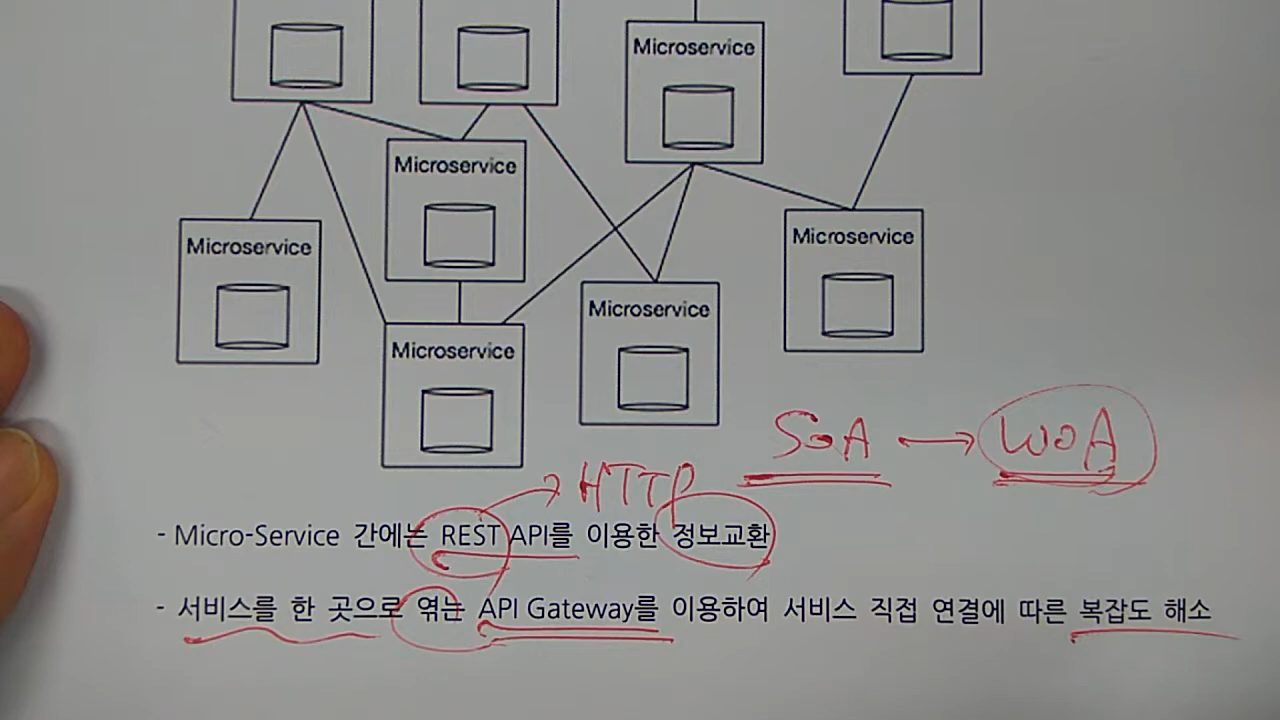 Microservice
Microservice
Microservice
Microservice
Microservice
Microservice
SOA → WOA
HTTP
- Micro-Service 간에는 REST API를 이용한 정보교환
- 서비스를 한 곳으로 엮는 API Gateway를 이용하여 서비스 직접 연결에 따른 복잡도 해소